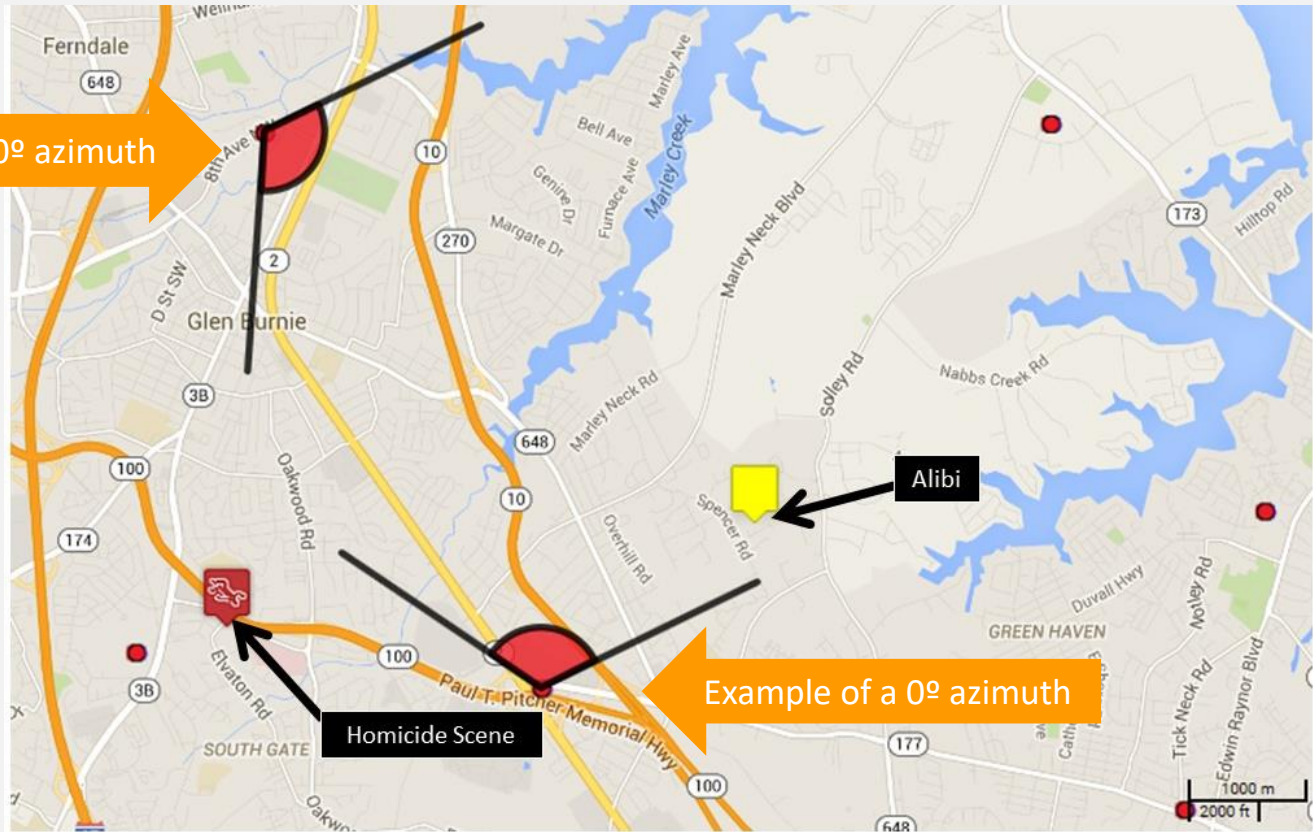 Ferndale
648
0º azimuth
8th Ave
10
Bell Ave
Marley Ave
Furnace Ave
Marley Creek
Genine Dr
Margate Dr
270
2
D St SW
Glen Burnie
3B
Marley Neck Blvd
173
Hilltop Rd
Solley Rd
Nabbs Creek Rd
Marley Neck Rd
648
100
Oakwood Rd
10
174
Overhill Rd
Spencer Rd
Alibi
Duvall Hwy
Notley Rd
GREEN HAVEN
100
Paul T. Pitcher Memorial Hwy
Example of a 0º azimuth
3B
Elvaton Rd
Homicide Scene
SOUTH GATE
177
Tick Neck Rd
Edwin Raynor Blvd
100
1000 m
2000 ft
648